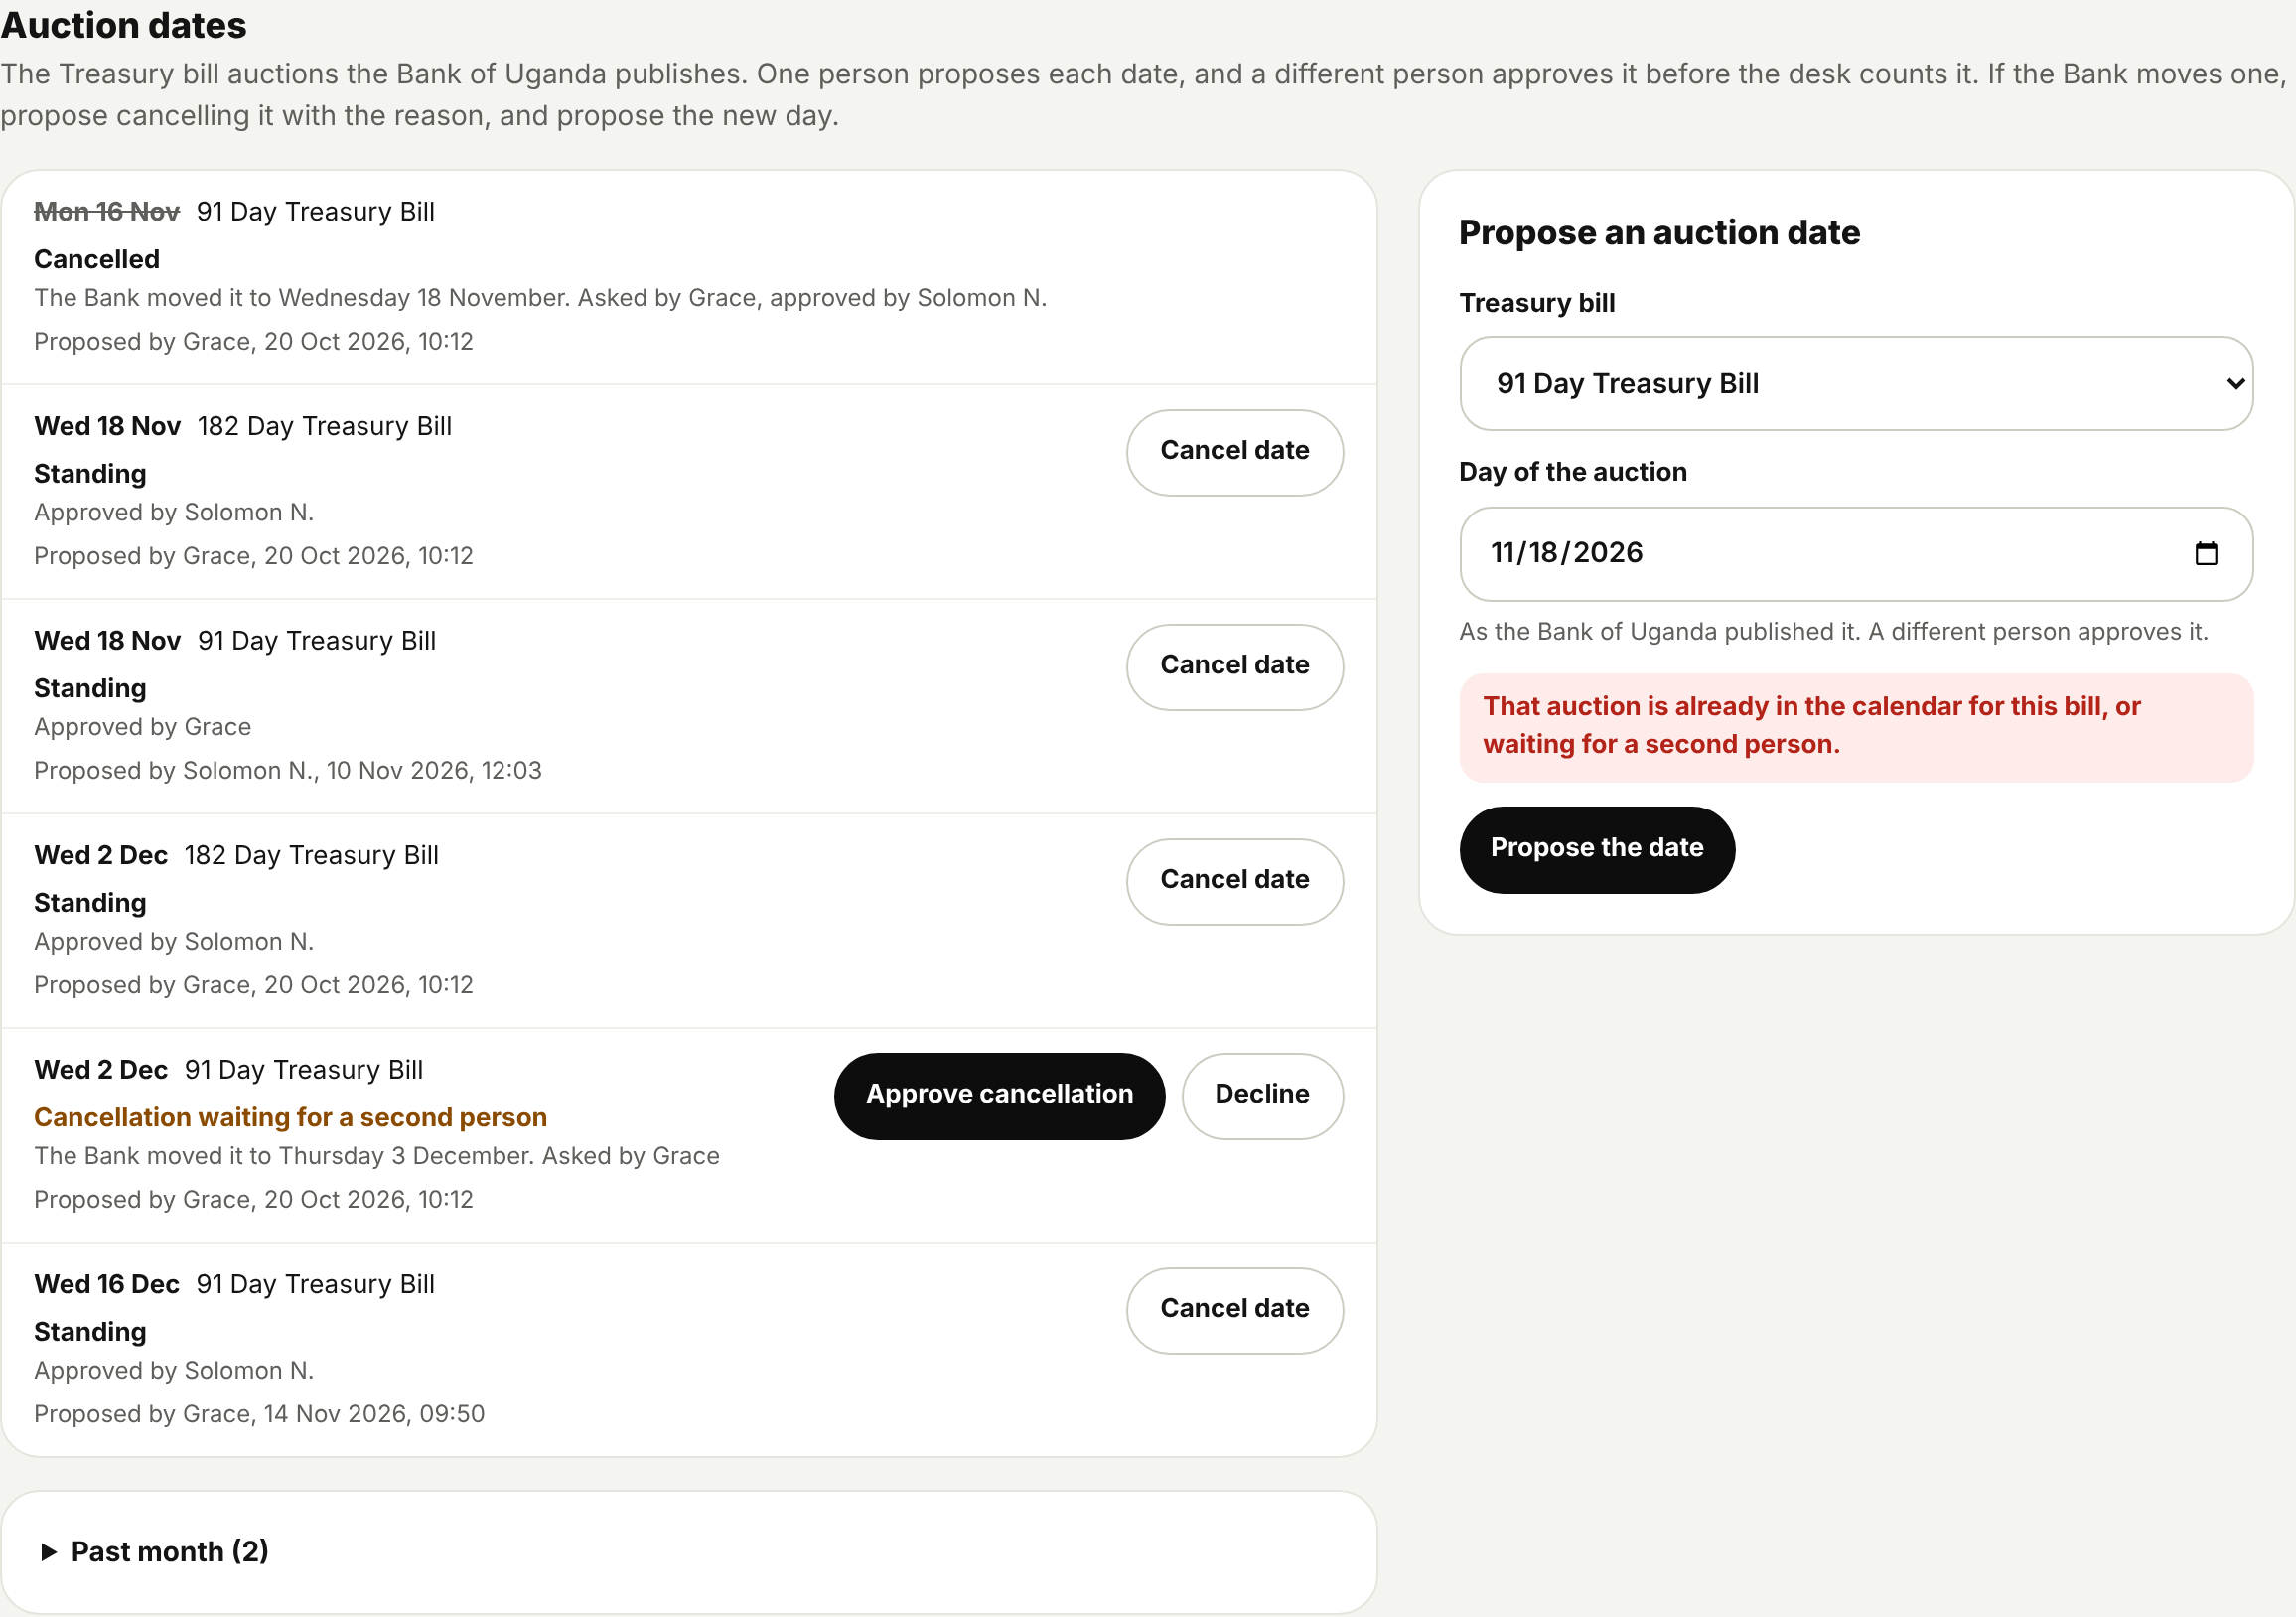 Auction dates
The Treasury bill auctions the Bank of Uganda publishes. One person proposes each date, and a different person approves it before the desk counts it. If the Bank moves one,
propose cancelling it with the reason, and propose the new day.
Mon 16 Nov 91 Day Treasury Bill
Cancelled
The Bank moved it to Wednesday 18 November. Asked by Grace, approved by Solomon N.
Proposed by Grace, 20 Oct 2026, 10:12
Wed 18 Nov 182 Day Treasury Bill
Cancel date
Standing
Approved by Solomon N.
Proposed by Grace, 20 Oct 2026, 10:12
Wed 18 Nov 91 Day Treasury Bill
Cancel date
Standing
Approved by Grace
Proposed by Solomon N., 10 Nov 2026, 12:03
Wed 2 Dec 182 Day Treasury Bill
Cancel date
Standing
Approved by Solomon N.
Proposed by Grace, 20 Oct 2026, 10:12
Wed 2 Dec 91 Day Treasury Bill
Approve cancellation
Decline
Cancellation waiting for a second person
The Bank moved it to Thursday 3 December. Asked by Grace
Proposed by Grace, 20 Oct 2026, 10:12
Wed 16 Dec 91 Day Treasury Bill
Cancel date
Standing
Approved by Solomon N.
Proposed by Grace, 14 Nov 2026, 09:50
Past month (2)
Propose an auction date
Treasury bill
91 Day Treasury Bill
Day of the auction
11/18/2026
As the Bank of Uganda published it. A different person approves it.
That auction is already in the calendar for this bill, or
waiting for a second person.
Propose the date